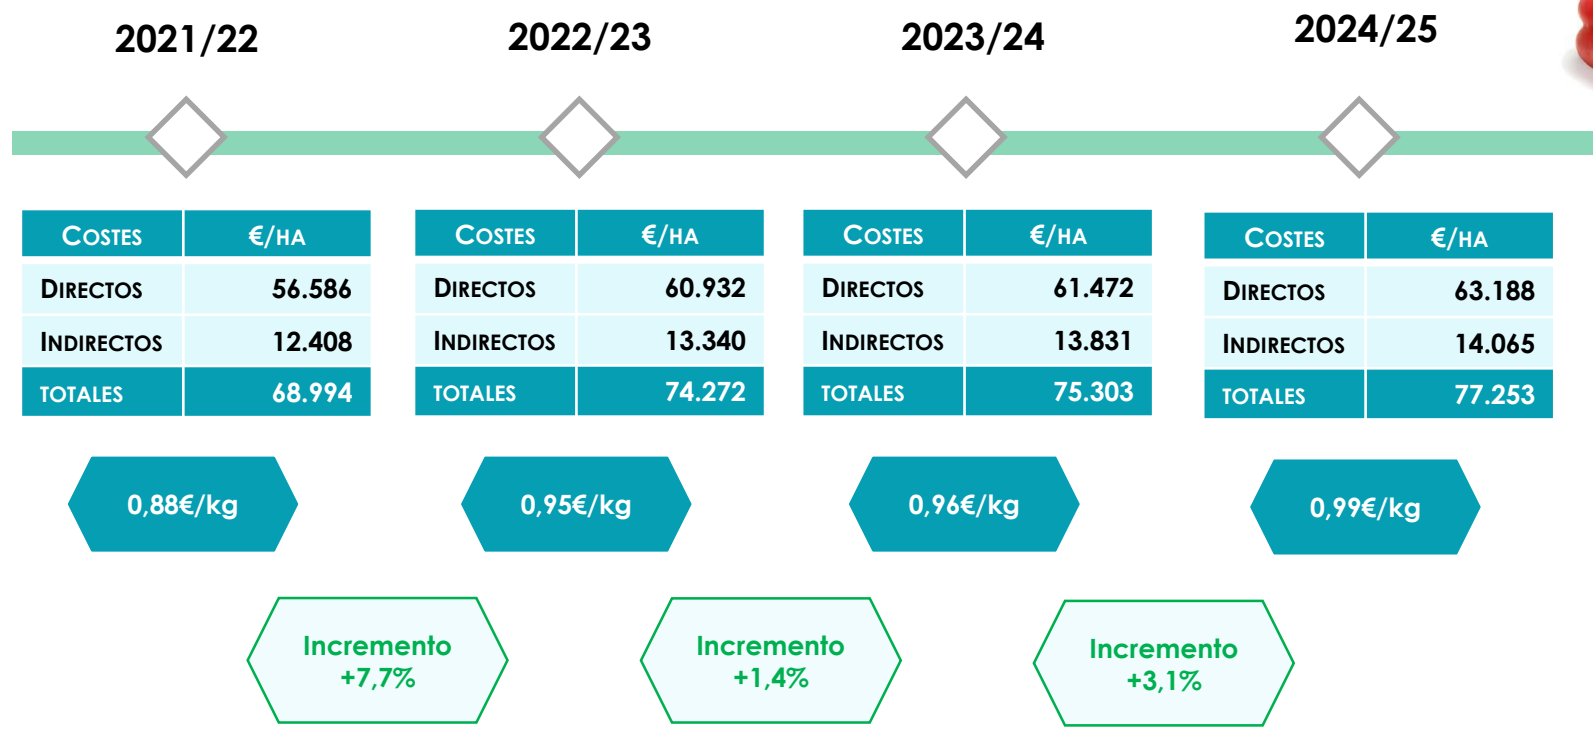 2021/22
2022/23
2023/24
2024/25
COSTES €/HA
DIRECTOS 56.586
INDIRECTOS 12.408
TOTALES 68.994
COSTES €/HA
DIRECTOS 60.932
INDIRECTOS 13.340
TOTALES 74.272
COSTES €/HA
DIRECTOS 61.472
INDIRECTOS 13.831
TOTALES 75.303
COSTES €/HA
DIRECTOS 63.188
INDIRECTOS 14.065
TOTALES 77.253
0,88€/kg
0,95€/kg
0,96€/kg
0,99€/kg
Incremento
+7,7%
Incremento
+1,4%
Incremento
+3,1%